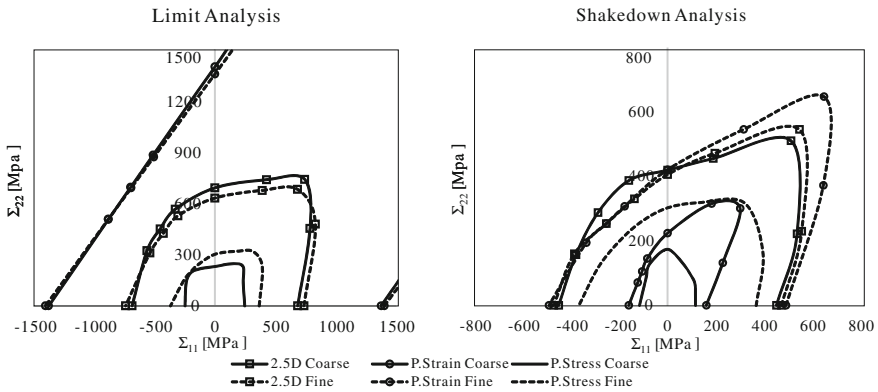 Limit Analysis
Shakedown Analysis
1500
1200
900
600
300
0
Σ22 [Mpa]
-1500 -1000 -500 0 500 1000 1500
Σ11 [MPa]
800
600
400
200
0
Σ22 [Mpa]
-800 -600 -400 -200 0 200 400 600 800
Σ11 [MPa]
2.5D Coarse P.Strain Coarse P.Stress Coarse
2.5D Fine P.Strain Fine P.Stress Fine